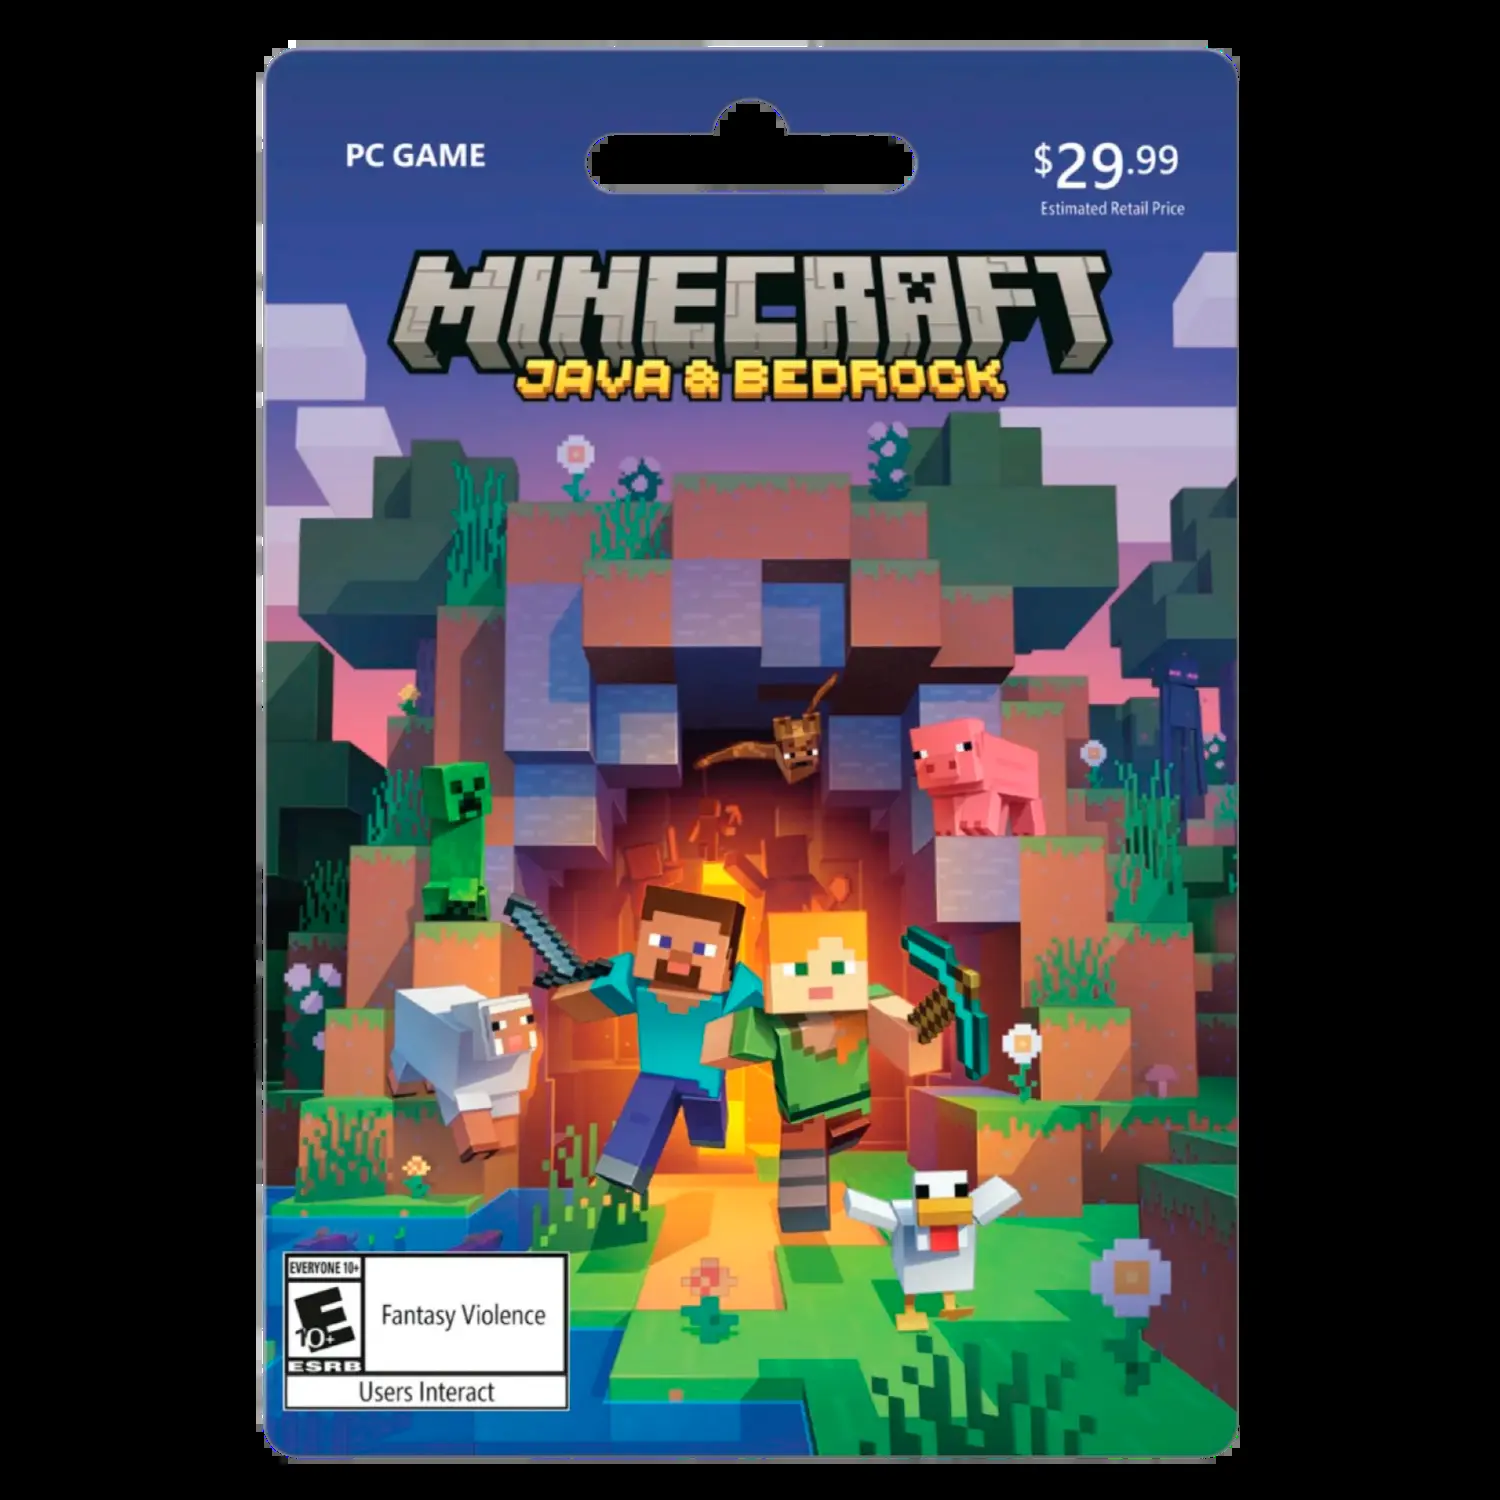 PC GAME
$29.99
Estimated Retail Price
MINECRAFT
JAVA & BEDROCK
EVERYONE 10+
E
10+
ESRB
Fantasy Violence
Users Interact